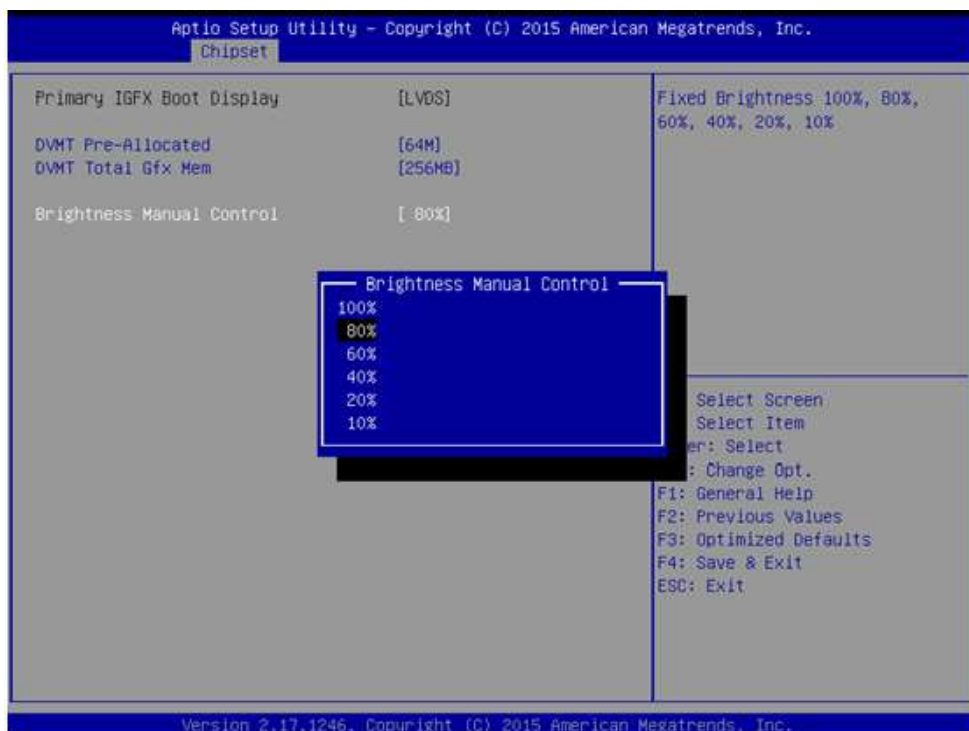 Aptio Setup Utility – Copyright (C) 2015 American Megatrends, Inc.
Chipset
Primary IGFX Boot Display [LVDS]
DVMT Pre-Allocated [64M]
DVMT Total Gfx Mem [256MB]
Brightness Manual Control [ 80%]
Fixed Brightness 100%, 80%,
60%, 40%, 20%, 10%
Brightness Manual Control
100%
80%
60%
40%
20%
10%
Select Screen
Select Item
er: Select
: Change Opt.
F1: General Help
F2: Previous Values
F3: Optimized Defaults
F4: Save & Exit
ESC: Exit
Version 2.17.1246. Copyright (C) 2015 American Megatrends, Inc.